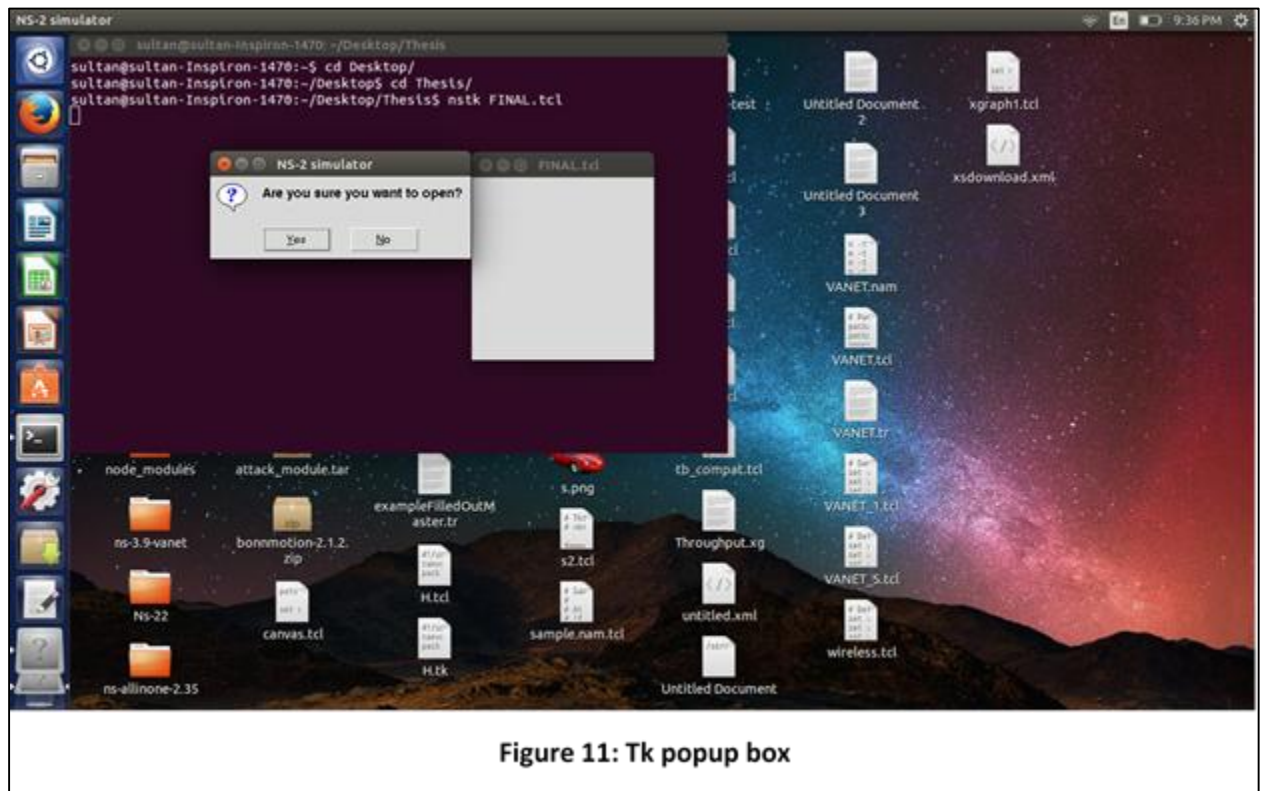 NS-2 simulator
En
9:36 PM
sultan@sultan-Inspiron-1470: ~/Desktop/Thesis
sultan@sultan-Inspiron-1470:~$ cd Desktop/
sultan@sultan-Inspiron-1470:~/Desktop$ cd Thesis/
sultan@sultan-Inspiron-1470:~/Desktop/Thesis$ nstk FINAL.tcl
NS-2 simulator
FINAL.tcl
Are you sure you want to open?
Yes
No
-test
Untitled Document
2
xgraph1.tcl
Untitled Document
3
xsdownload.xml
VANET.nam
VANET.tcl
VANET.tr
node_modules
attack_module.tar
exampleFilledOutM
aster.tr
s.png
tb_compat.tcl
VANET_1.tcl
ns-3.9-vanet
bonnmotion-2.1.2.
zip
H.tcl
s2.tcl
Throughput.xg
VANET_S.tcl
Ns-22
canvas.tcl
H.tk
sample.nam.tcl
untitled.xml
wireless.tcl
ns-allinone-2.35
Untitled Document
Figure 11: Tk popup box